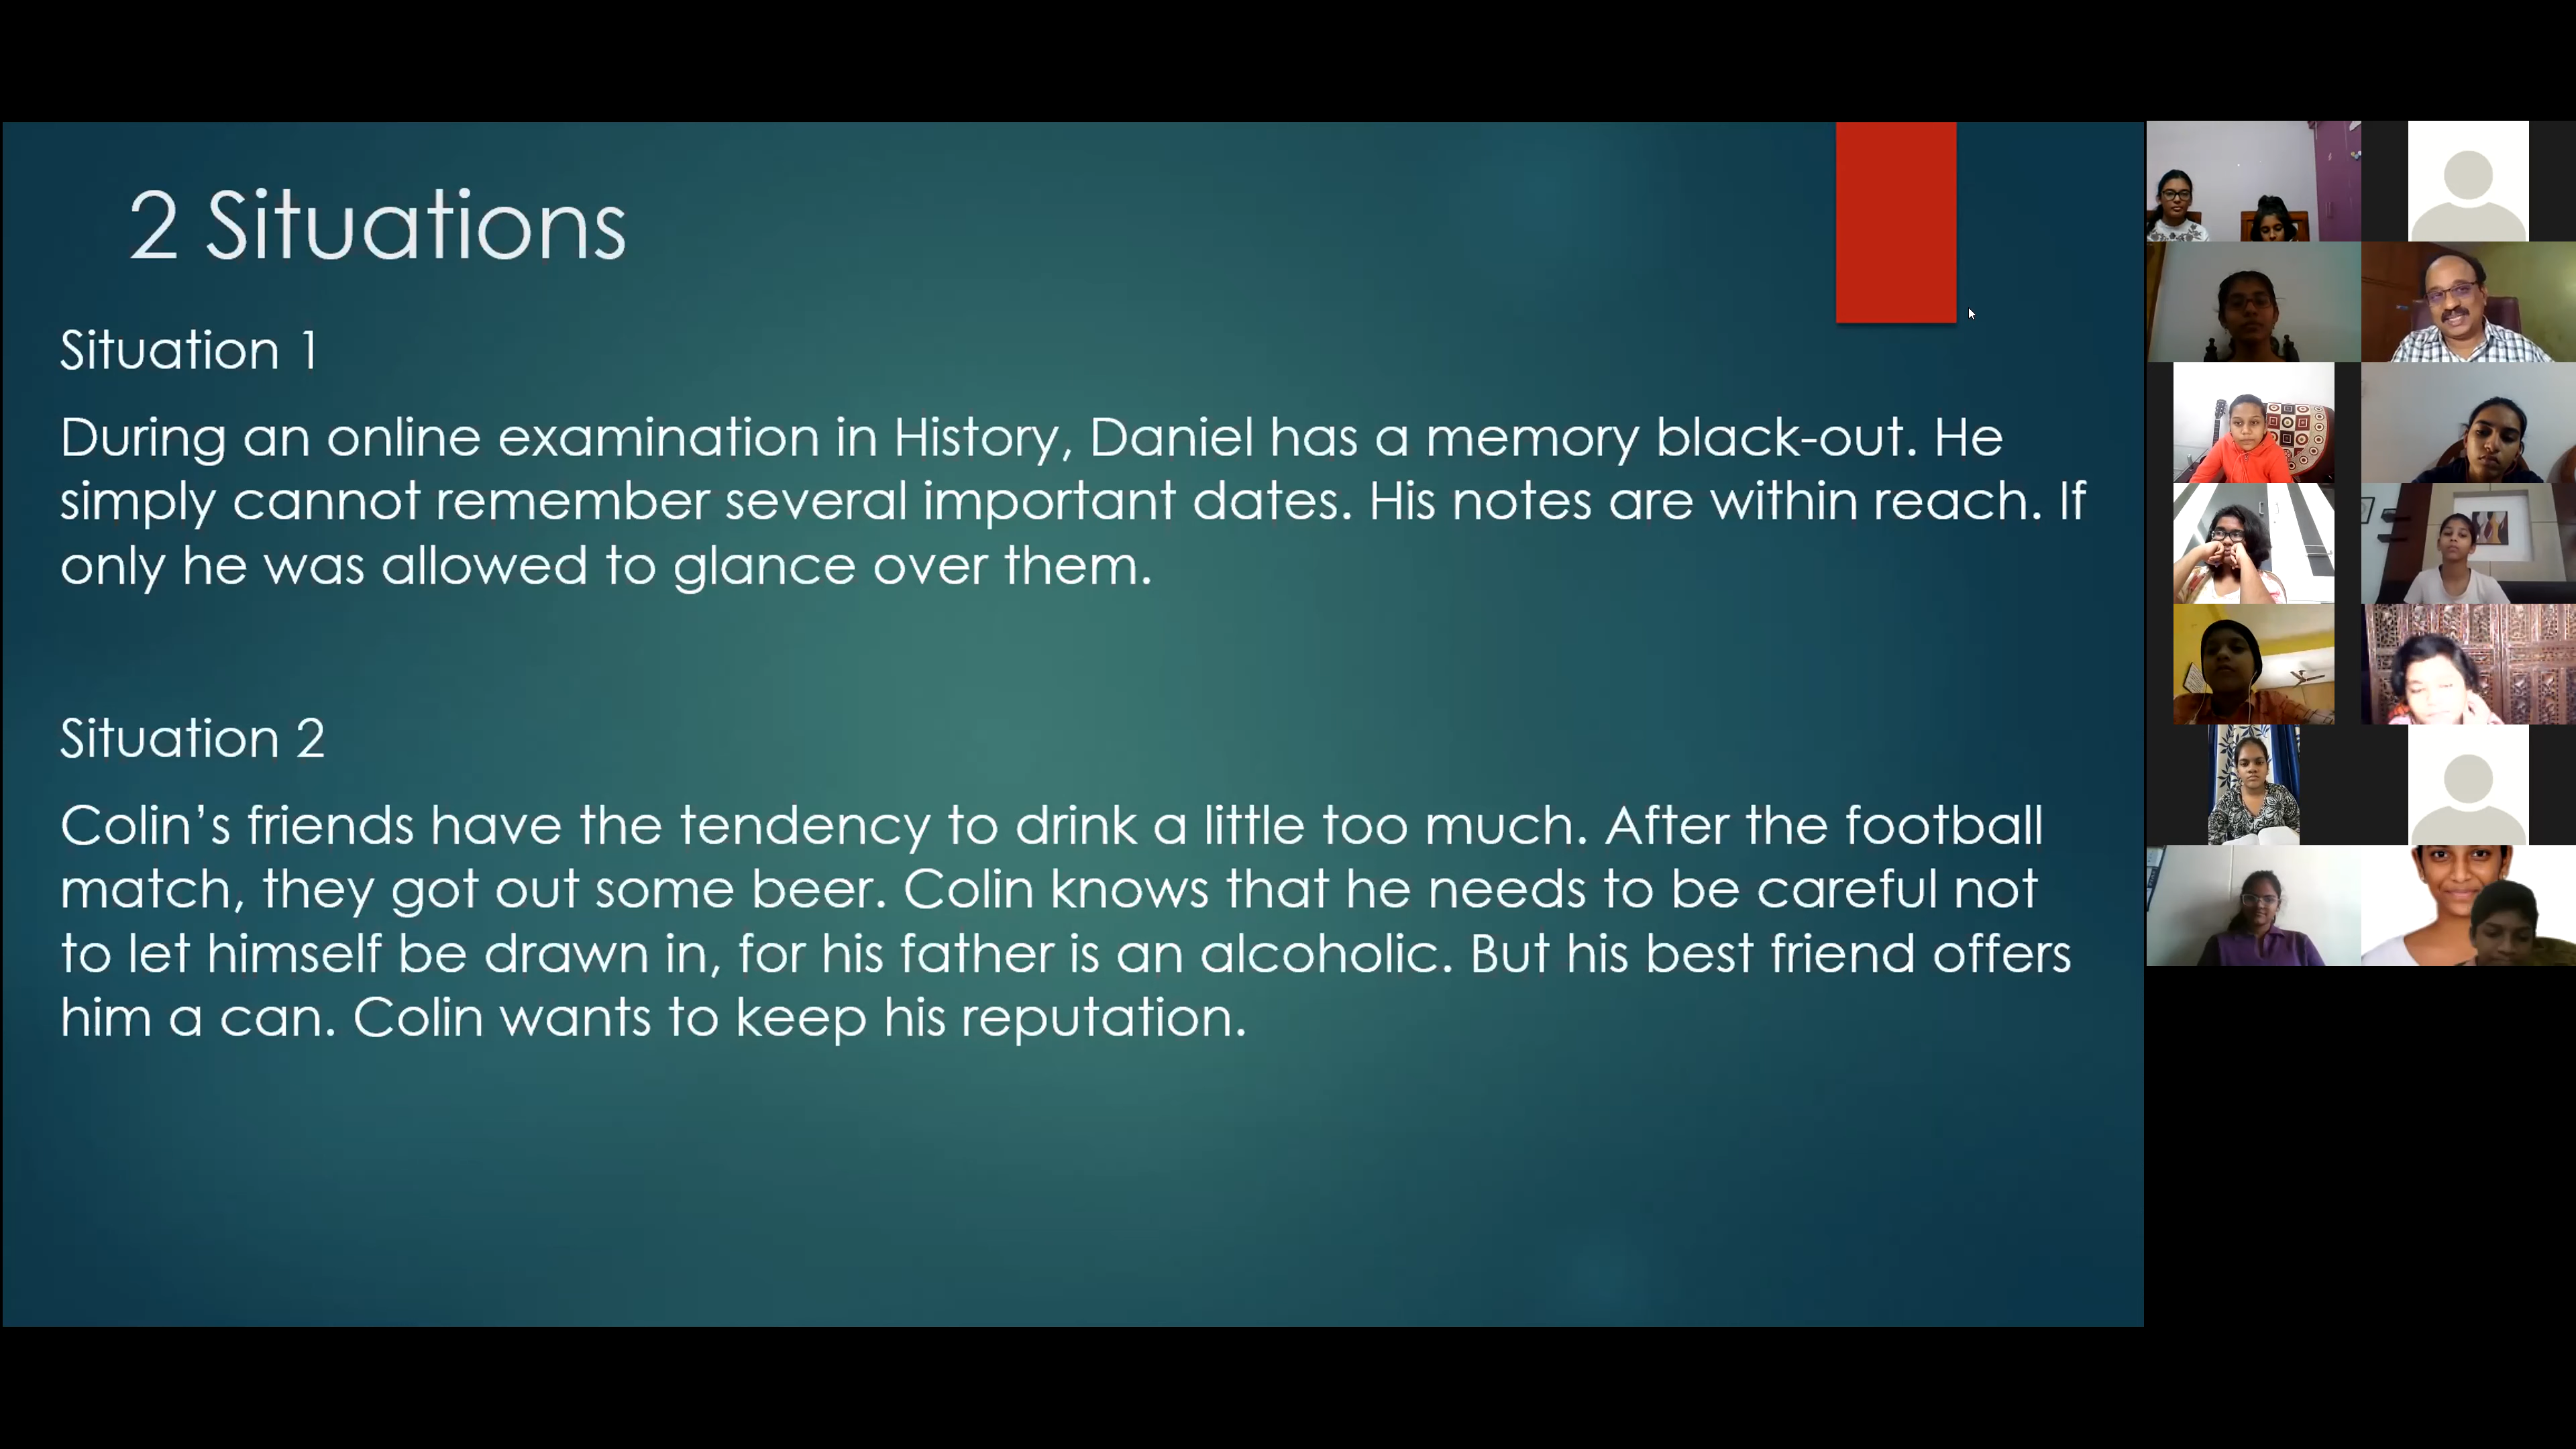 2 Situations
Situation 1
During an online examination in History, Daniel has a memory black-out. He
simply cannot remember several important dates. His notes are within reach. If
only he was allowed to glance over them.
Situation 2
Colin’s friends have the tendency to drink a little too much. After the football
match, they got out some beer. Colin knows that he needs to be careful not
to let himself be drawn in, for his father is an alcoholic. But his best friend offers
him a can. Colin wants to keep his reputation.